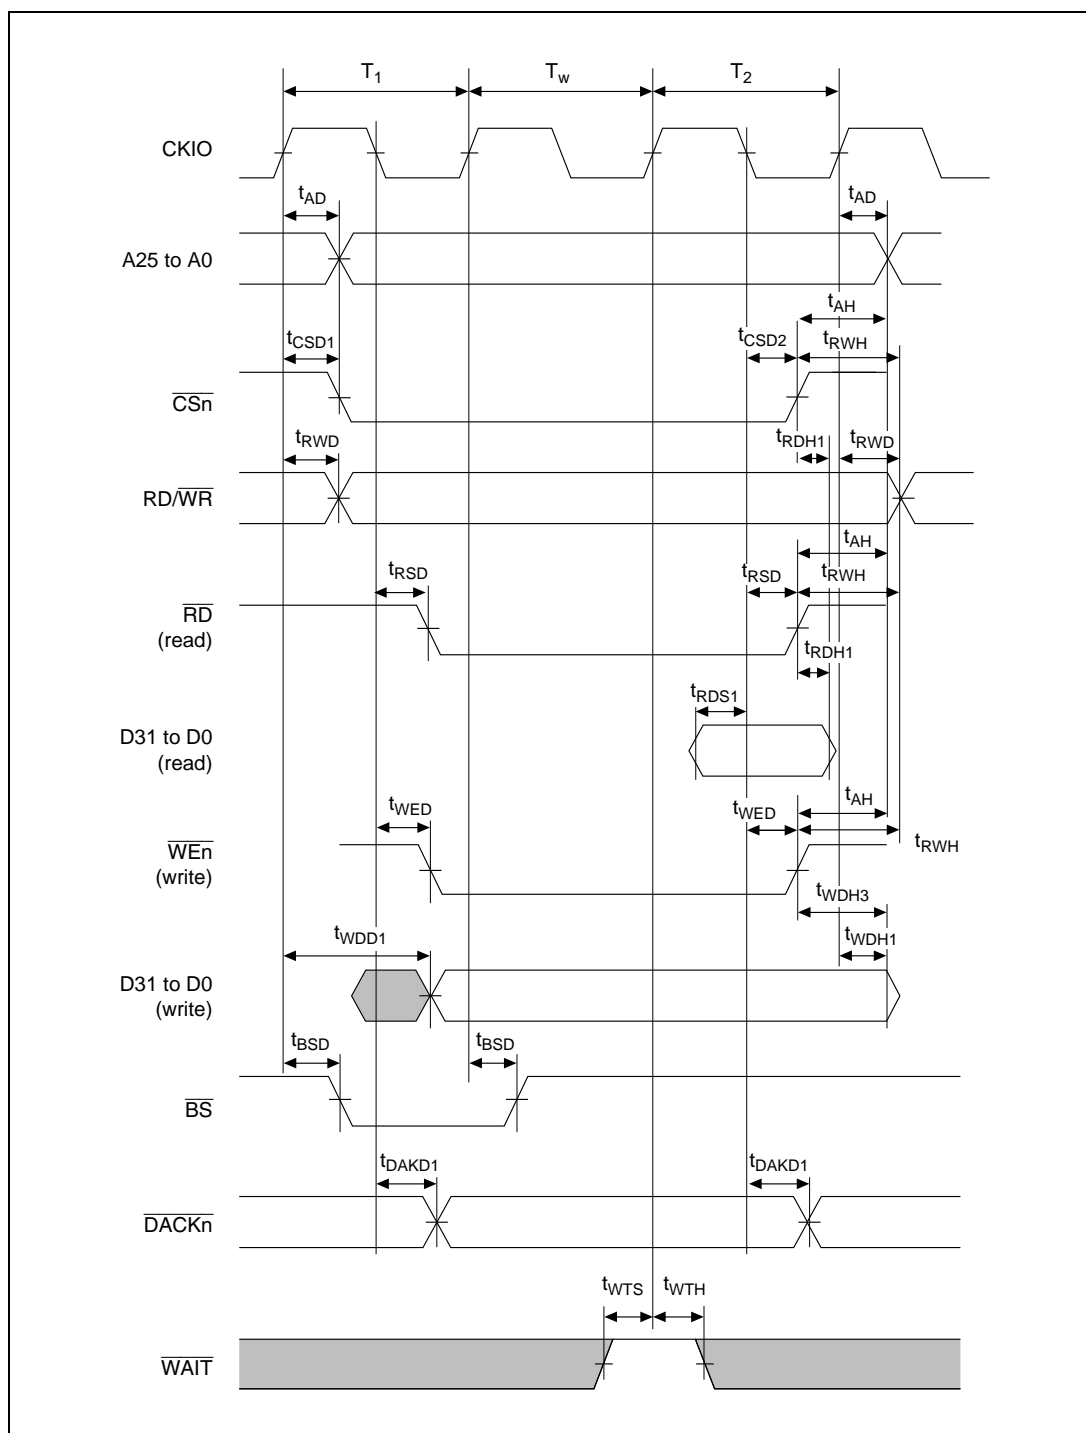 T1 Tw T2
CKIO
tAD tAD
A25 to A0
tAH
tCSD1 tCSD2 tRWH
CSn
tRWD tRDH1 tRWD
RD/WR
tAH
tRSD tRSD tRWH
RD
(read)
tRDH1
tRDS1
D31 to D0
(read)
tAH
tWED tWED
tRWH
WEn
(write)
tWDH3
tWDD1 tWDH1
D31 to D0
(write)
tBSD tBSD
BS
tDAKD1 tDAKD1
DACKn
tWTS tWTH
WAIT